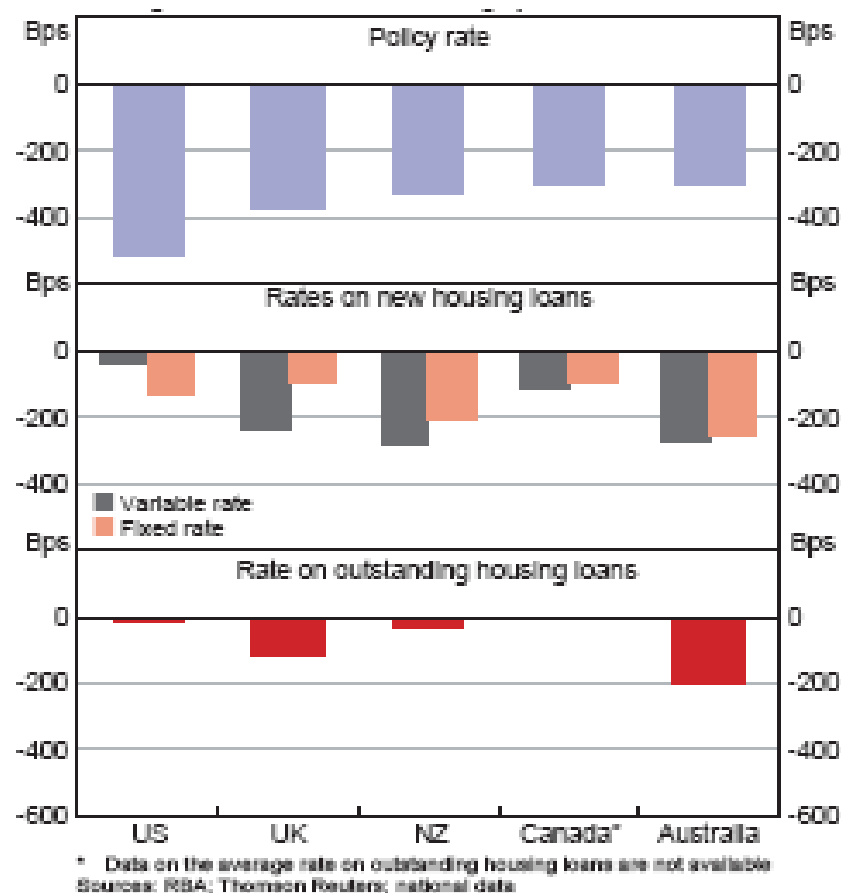 Bps Policy rate Bps
0 0
-200 -200
-400 -400
Bps Rates on new housing loans Bps
0 0
-200 -200
-400 -400
Variable rate
Fixed rate
Bps Bps
Rate on outstanding housing loans
0 0
-200 -200
-400 -400
-600 -600
US UK NZ Canada* Australia
* Data on the average rate on outstanding housing loans are not available
Sources: RBA; Thomson Reuters; national data